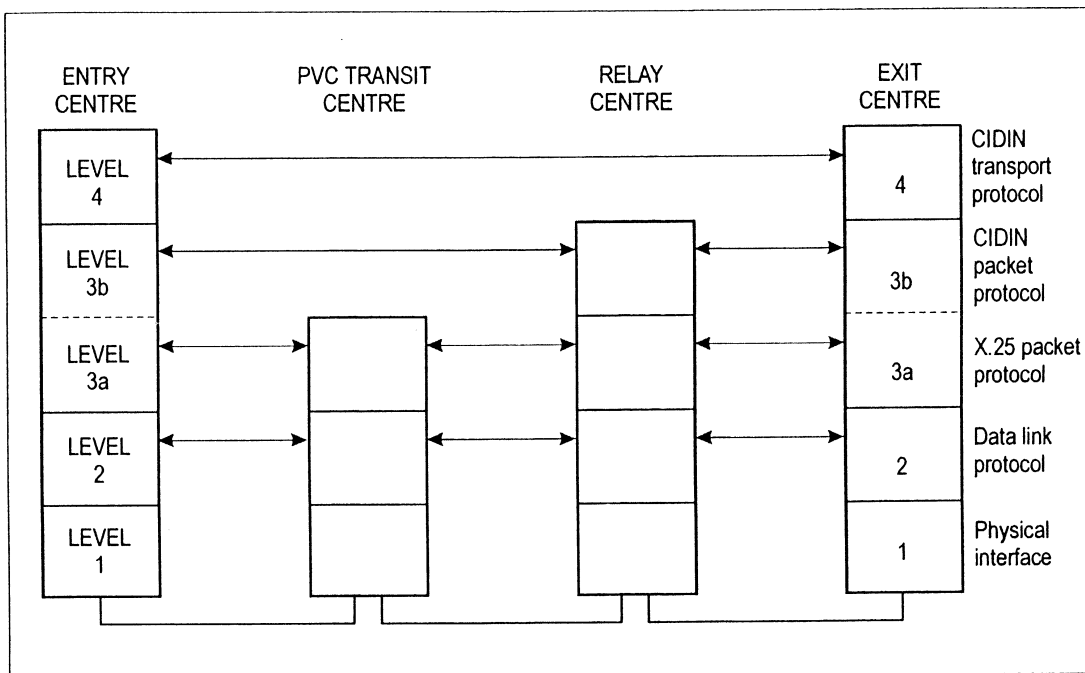 ENTRY
CENTRE
PVC TRANSIT
CENTRE
RELAY
CENTRE
EXIT
CENTRE
LEVEL
4
4
CIDIN
transport
protocol
LEVEL
3b
3b
CIDIN
packet
protocol
LEVEL
3a
3a
X.25 packet
protocol
LEVEL
2
2
Data link
protocol
LEVEL
1
1
Physical
interface